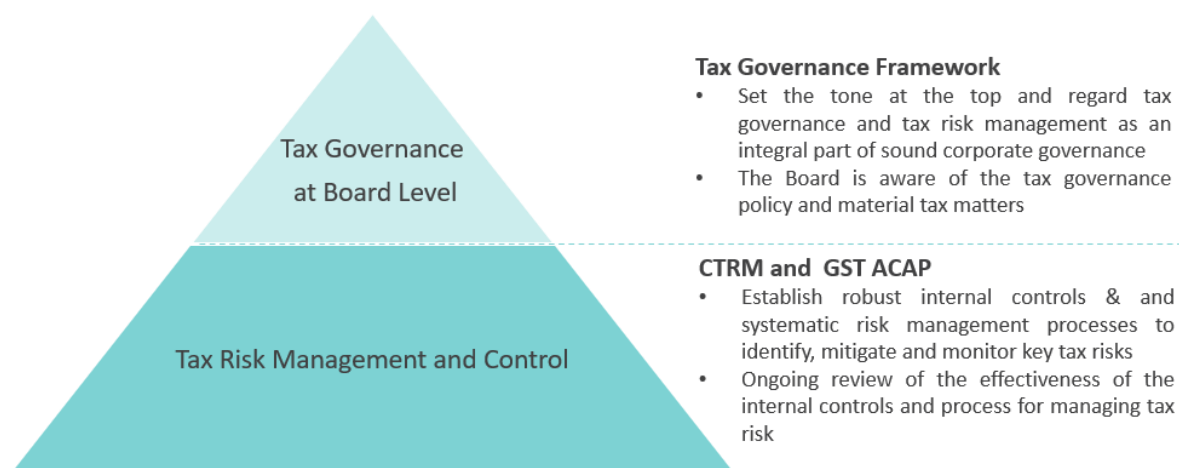 Tax Governance
at Board Level
Tax Governance Framework
• Set the tone at the top and regard tax
governance and tax risk management as an
integral part of sound corporate governance
• The Board is aware of the tax governance
policy and material tax matters
Tax Risk Management and Control
CTRM and GST ACAP
• Establish robust internal controls & and
systematic risk management processes to
identify, mitigate and monitor key tax risks
• Ongoing review of the effectiveness of the
internal controls and process for managing tax
risk